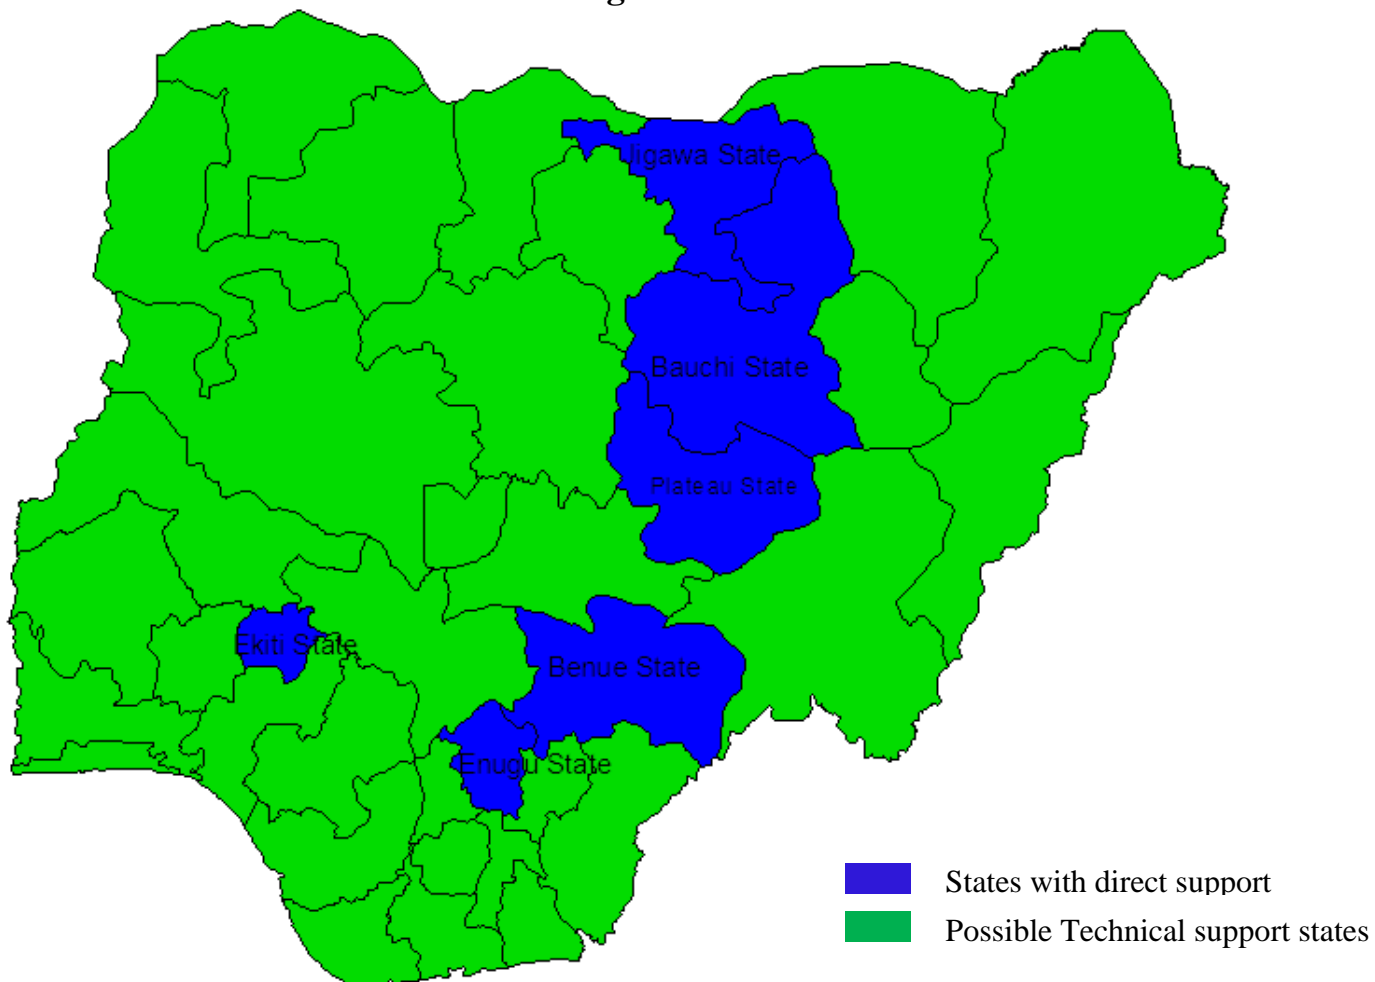 Jigawa State
Bauchi State
Plateau State
Ekiti State
Benue State
Enugu State
States with direct support
Possible Technical support states